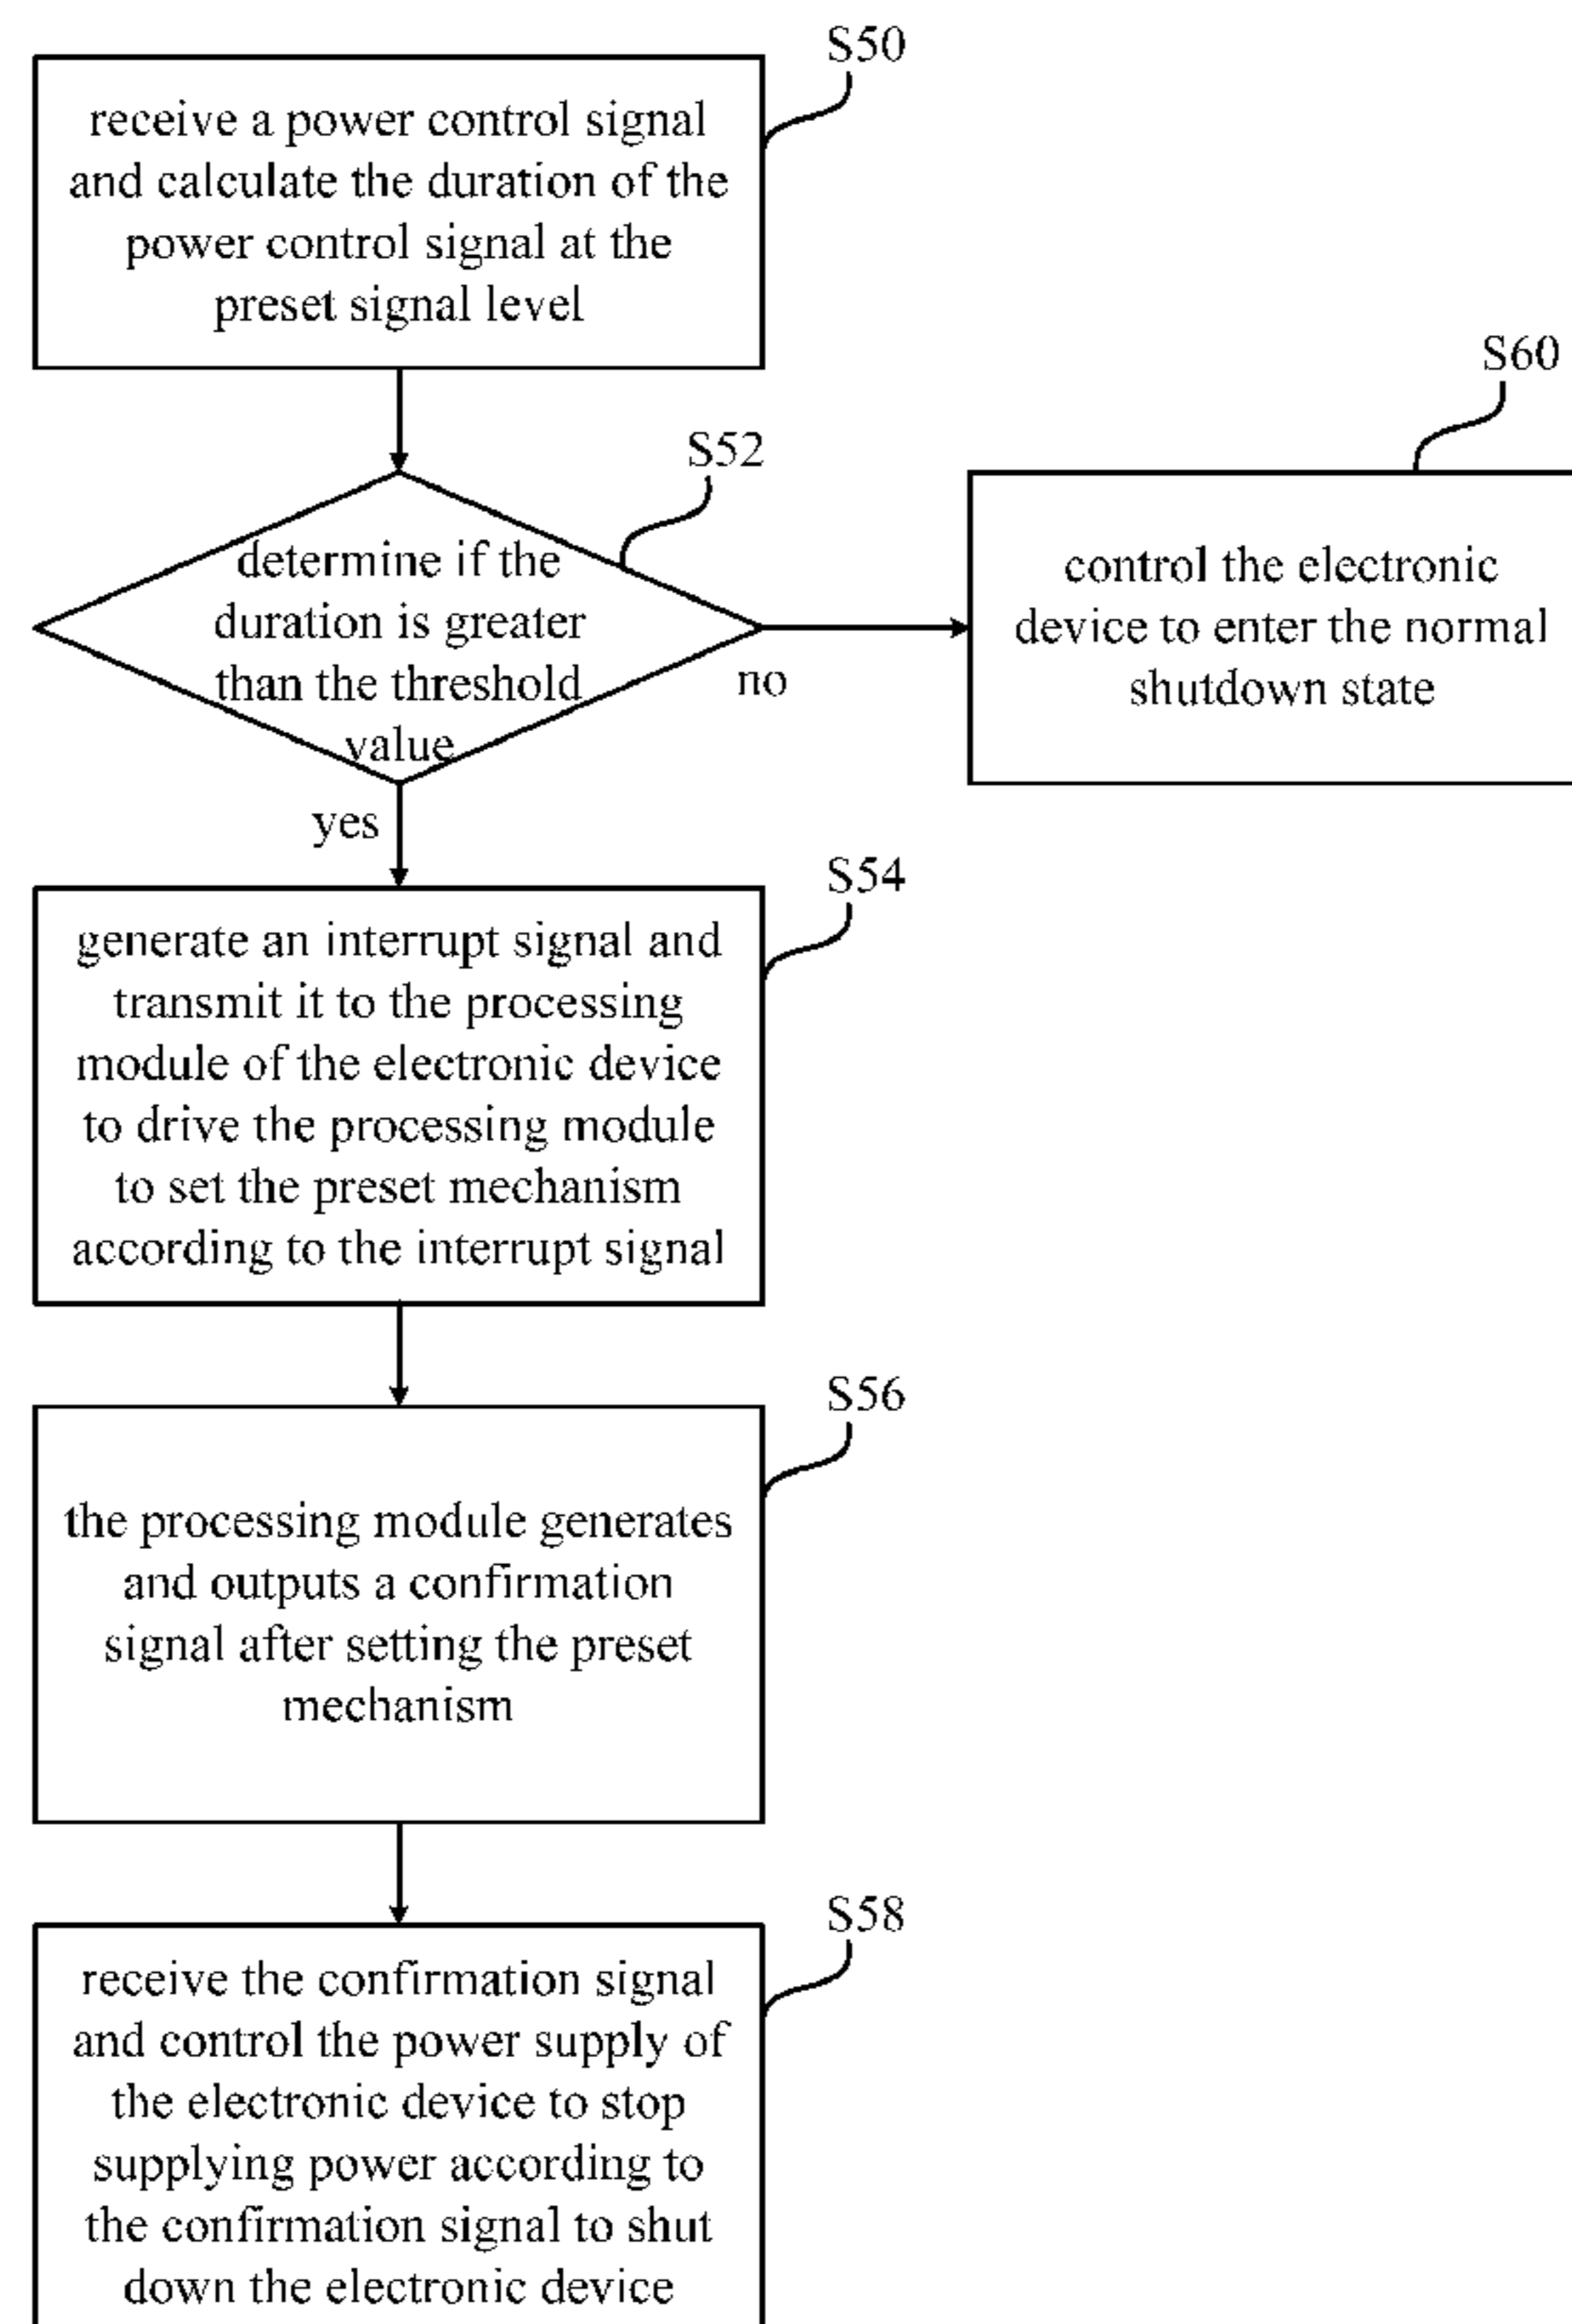 S50
receive a power control signal
and calculate the duration of the
power control signal at the
preset signal level
S60
S52
determine if the
duration is greater
than the threshold
value
no
yes
control the electronic
device to enter the normal
shutdown state
S54
generate an interrupt signal and
transmit it to the processing
module of the electronic device
to drive the processing module
to set the preset mechanism
according to the interrupt signal
S56
the processing module generates
and outputs a confirmation
signal after setting the preset
mechanism
S58
receive the confirmation signal
and control the power supply of
the electronic device to stop
supplying power according to
the confirmation signal to shut
down the electronic device